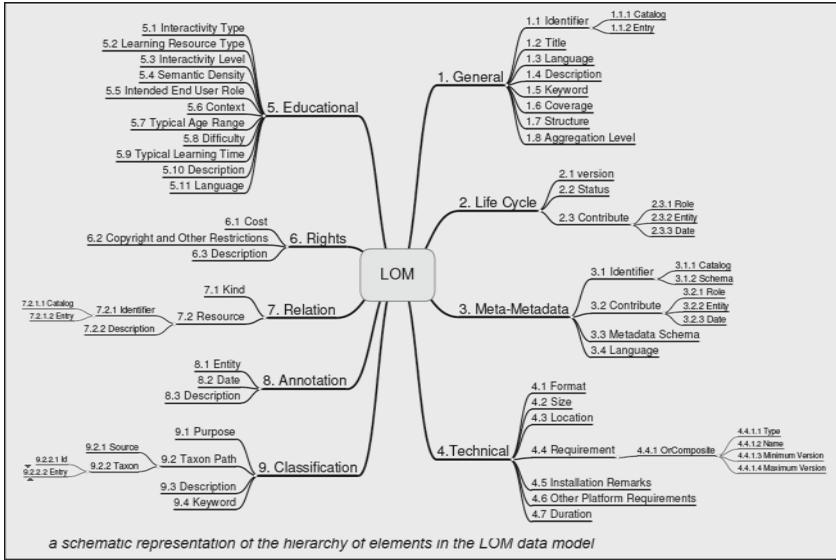 LOM
1. General
1.1 Identifier
1.1.1 Catalog
1.1.2 Entry
1.2 Title
1.3 Language
1.4 Description
1.5 Keyword
1.6 Coverage
1.7 Structure
1.8 Aggregation Level
2. Life Cycle
2.1 version
2.2 Status
2.3 Contribute
2.3.1 Role
2.3.2 Entity
2.3.3 Date
3. Meta-Metadata
3.1 Identifier
3.1.1 Catalog
3.1.2 Schema
3.2 Contribute
3.2.1 Role
3.2.2 Entity
3.2.3 Date
3.3 Metadata Schema
3.4 Language
4.Technical
4.1 Format
4.2 Size
4.3 Location
4.4 Requirement
4.4.1 OrComposite
4.4.1.1 Type
4.4.1.2 Name
4.4.1.3 Minimum Version
4.4.1.4 Maximum Version
4.5 Installation Remarks
4.6 Other Platform Requirements
4.7 Duration
5. Educational
5.1 Interactivity Type
5.2 Learning Resource Type
5.3 Interactivity Level
5.4 Semantic Density
5.5 Intended End User Role
5.6 Context
5.7 Typical Age Range
5.8 Difficulty
5.9 Typical Learning Time
5.10 Description
5.11 Language
6. Rights
6.1 Cost
6.2 Copyright and Other Restrictions
6.3 Description
7. Relation
7.1 Kind
7.2 Resource
7.2.1 Identifier
7.2.1.1 Catalog
7.2.1.2 Entry
7.2.2 Description
8. Annotation
8.1 Entity
8.2 Date
8.3 Description
9. Classification
9.1 Purpose
9.2 Taxon Path
9.2.1 Source
9.2.2 Taxon
9.2.2.1 Id
9.2.2.2 Entry
9.3 Description
9.4 Keyword
a schematic representation of the hierarchy of elements in the LOM data model